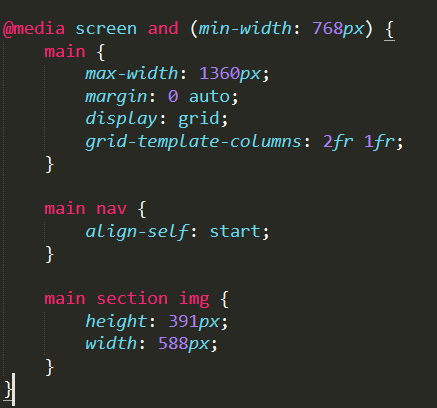 @media screen and (min-width: 768px) {
    main {
        max-width: 1360px;
        margin: 0 auto;
        display: grid;
        grid-template-columns: 2fr 1fr;
    }

    main nav {
        align-self: start;
    }

    main section img {
        height: 391px;
        width: 588px;
    }
}